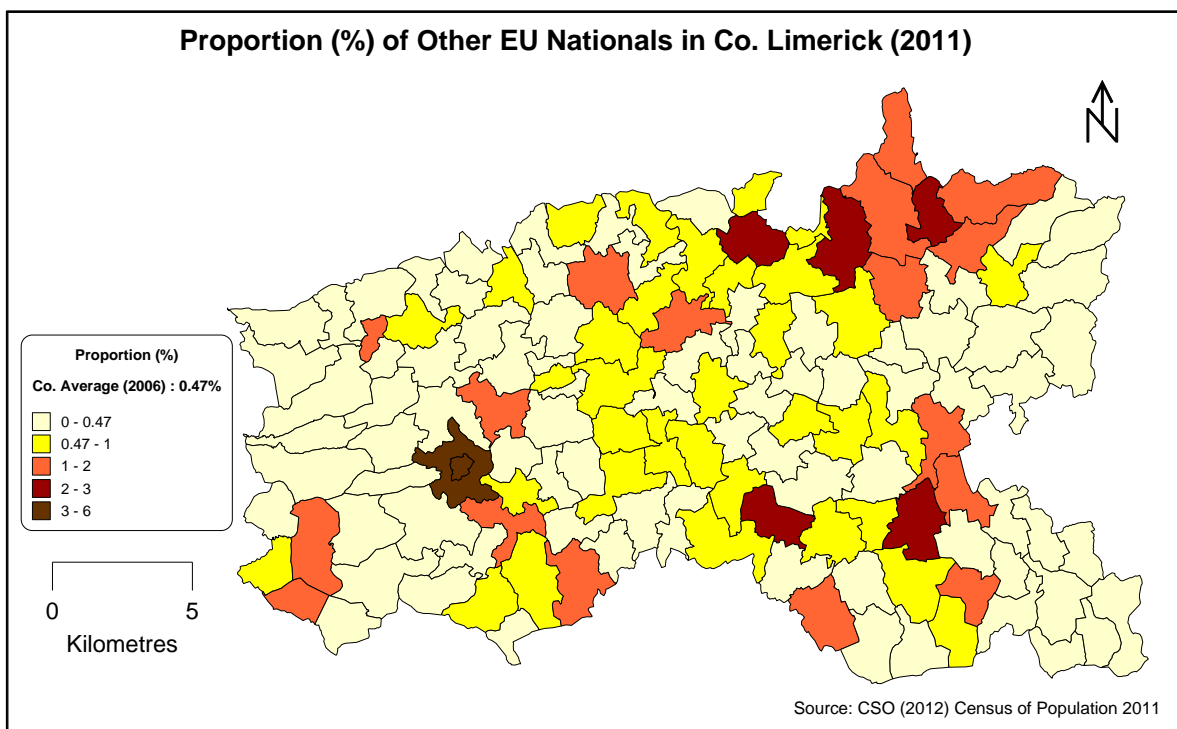 Proportion (%) of Other EU Nationals in Co. Limerick (2011)
N
Proportion (%)
Co. Average (2006) : 0.47%
0 - 0.47
0.47 - 1
1 - 2
2 - 3
3 - 6
0 5
Kilometres
Source: CSO (2012) Census of Population 2011